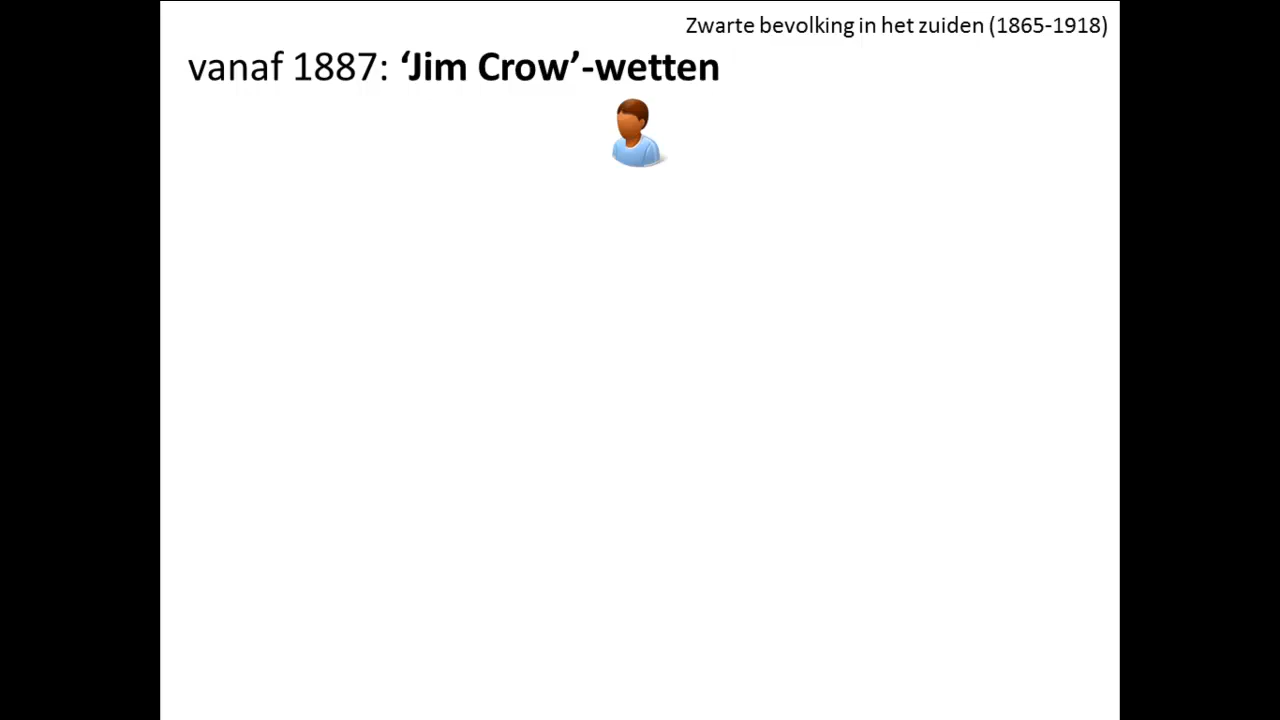 Zwarte bevolking in het zuiden (1865-1918)
vanaf 1887: ‘Jim Crow’-wetten